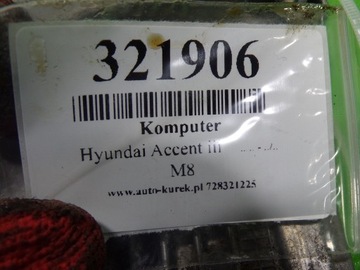 321906
Komputer
Hyundai Accent III
M8
www.auto-kurek.pl 728321225